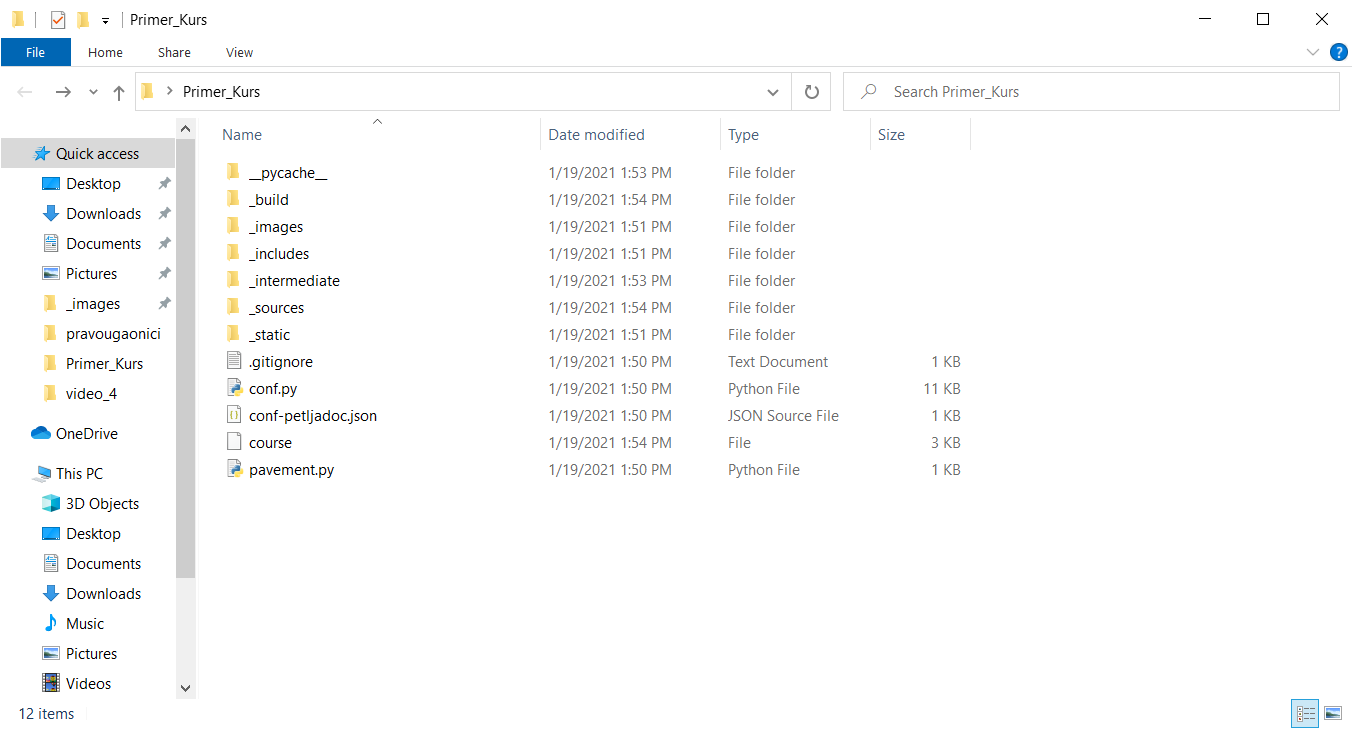 Primer_Kurs
File Home Share View
Primer_Kurs Search Primer_Kurs
Name Date modified Type Size
Quick access
Desktop
Downloads
Documents
Pictures
_images
pravougaonici
Primer_Kurs
video_4
OneDrive
This PC
3D Objects
Desktop
Documents
Downloads
Music
Pictures
Videos
__pycache__ 1/19/2021 1:53 PM File folder
_build 1/19/2021 1:54 PM File folder
_images 1/19/2021 1:51 PM File folder
_includes 1/19/2021 1:51 PM File folder
_intermediate 1/19/2021 1:53 PM File folder
_sources 1/19/2021 1:54 PM File folder
_static 1/19/2021 1:51 PM File folder
.gitignore 1/19/2021 1:50 PM Text Document 1 KB
conf.py 1/19/2021 1:50 PM Python File 11 KB
conf-petljadoc.json 1/19/2021 1:50 PM JSON Source File 1 KB
course 1/19/2021 1:54 PM File 3 KB
pavement.py 1/19/2021 1:50 PM Python File 1 KB
12 items